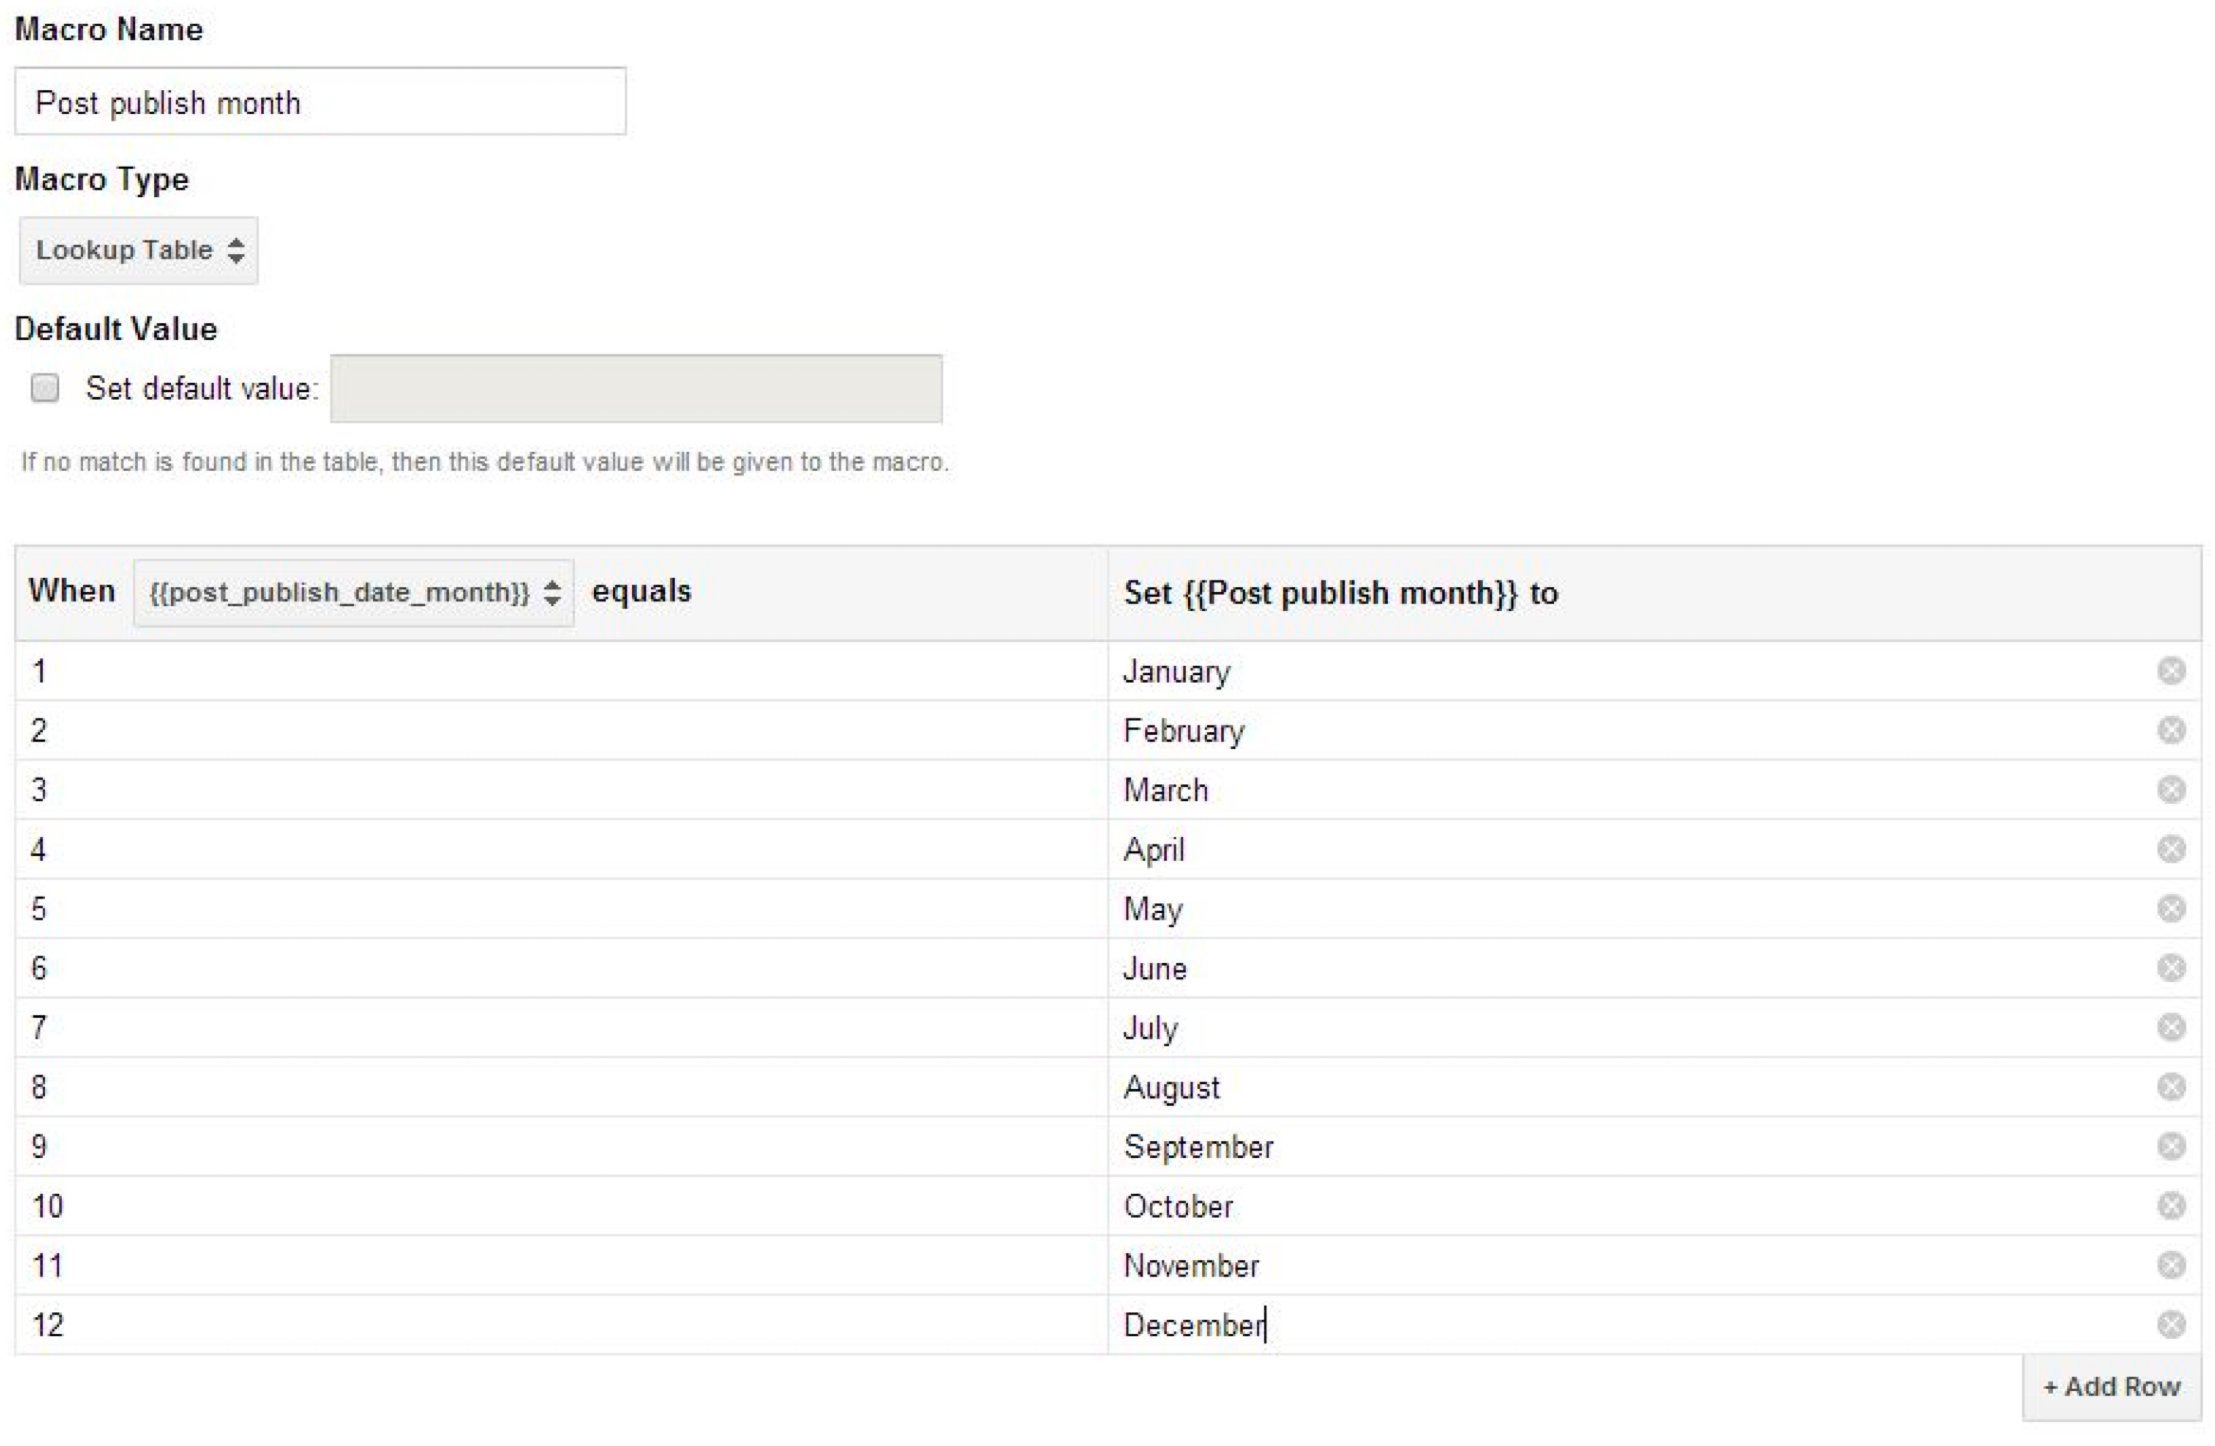 Macro Name
Post publish month
Macro Type
Lookup Table
Default Value
Set default value:
If no match is found in the table, then this default value will be given to the macro.
When {{post_publish_date_month}} equals Set {{Post publish month}} to
1 January
2 February
3 March
4 April
5 May
6 June
7 July
8 August
9 September
10 October
11 November
12 December
+ Add Row